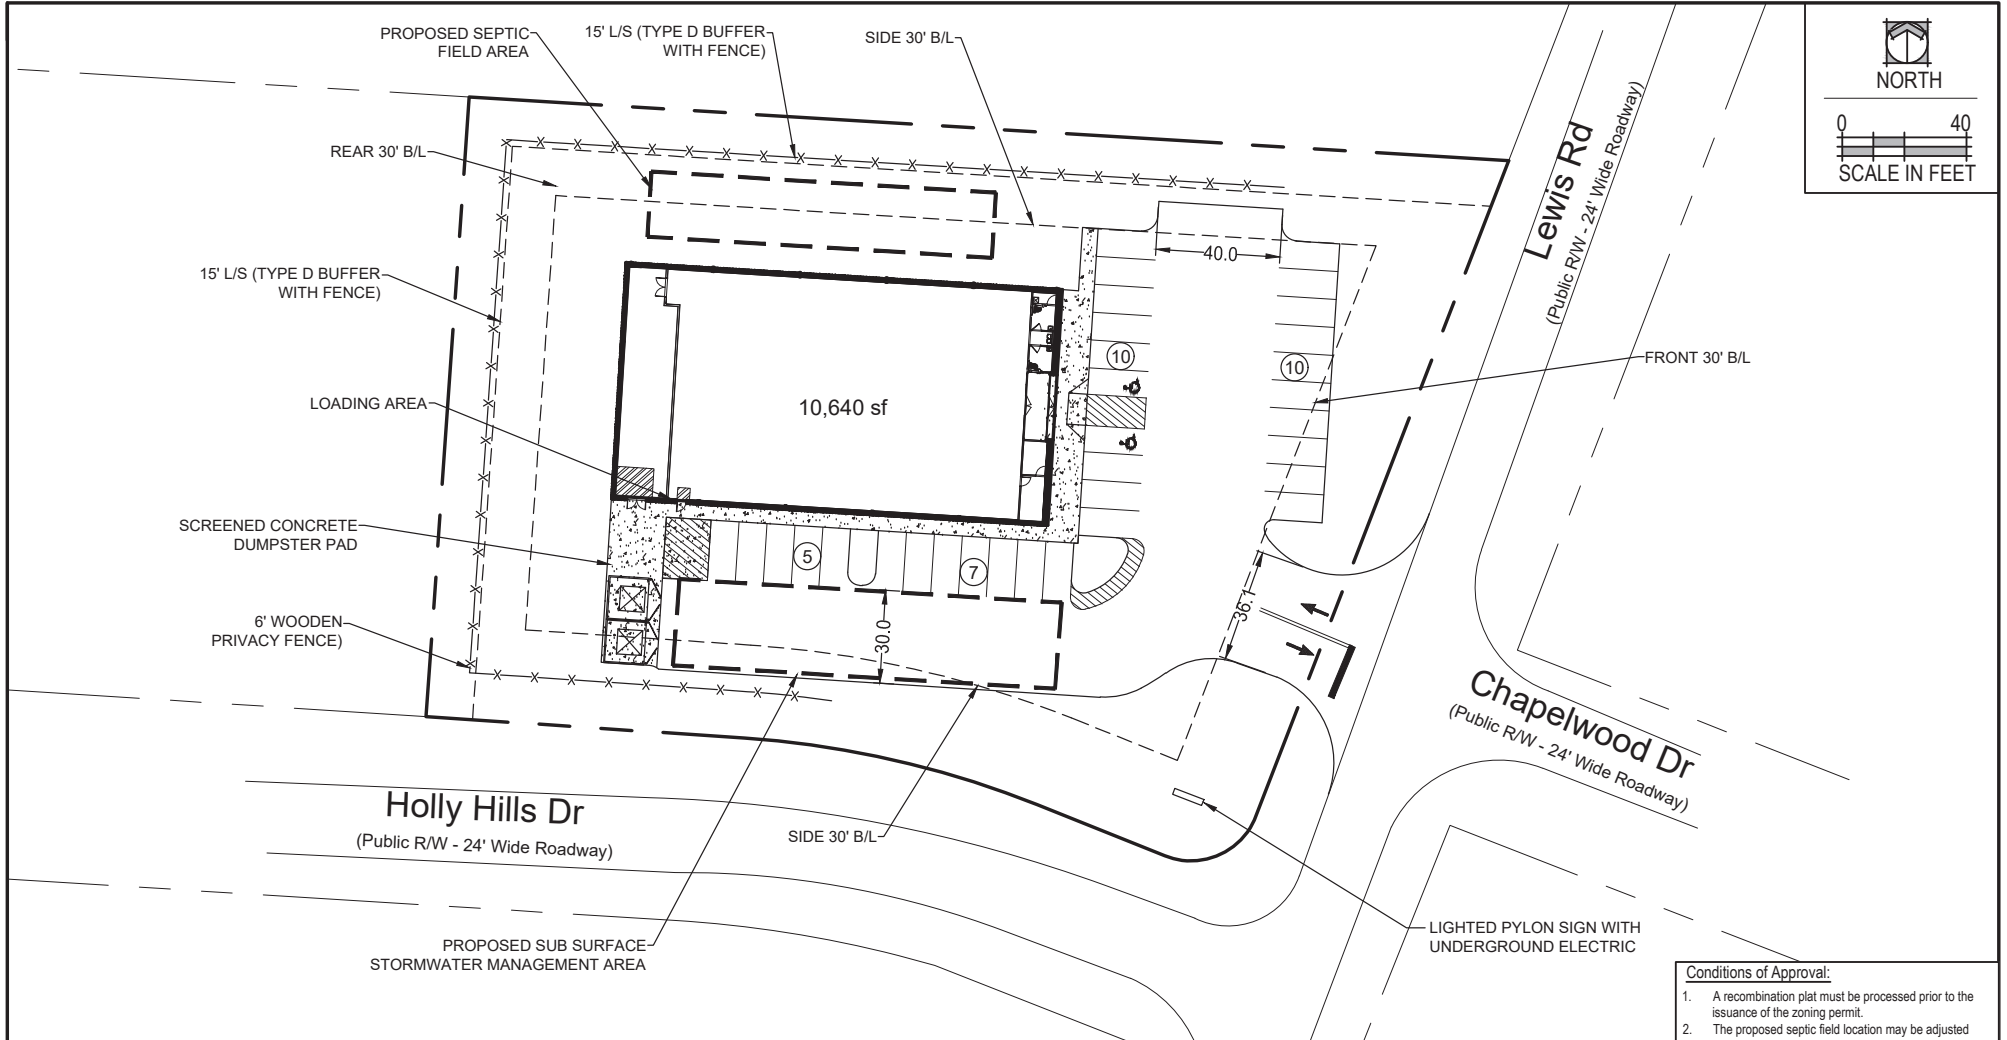 PROPOSED SEPTIC
FIELD AREA
15' L/S (TYPE D BUFFER
WITH FENCE)
SIDE 30' B/L
NORTH
0 40
SCALE IN FEET
REAR 30' B/L
Lewis Rd
(Public R/W - 24' Wide Roadway)
40.0
15' L/S (TYPE D BUFFER
WITH FENCE)
10
10
FRONT 30' B/L
LOADING AREA
10,640 sf
SCREENED CONCRETE
DUMPSTER PAD
5
7
36.1
30.0
6' WOODEN
PRIVACY FENCE)
Chapelwood Dr
(Public R/W - 24' Wide Roadway)
Holly Hills Dr
(Public R/W - 24' Wide Roadway)
SIDE 30' B/L
PROPOSED SUB SURFACE
STORMWATER MANAGEMENT AREA
LIGHTED PYLON SIGN WITH
UNDERGROUND ELECTRIC
Conditions of Approval:
1. A recombination plat must be processed prior to the
issuance of the zoning permit.
2. The proposed septic field location may be adjusted